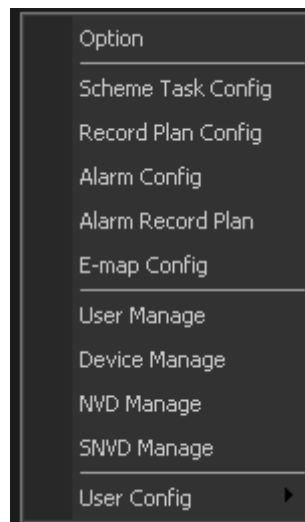 Option
Scheme Task Config
Record Plan Config
Alarm Config
Alarm Record Plan
E-map Config
User Manage
Device Manage
NVD Manage
SNVD Manage
User Config